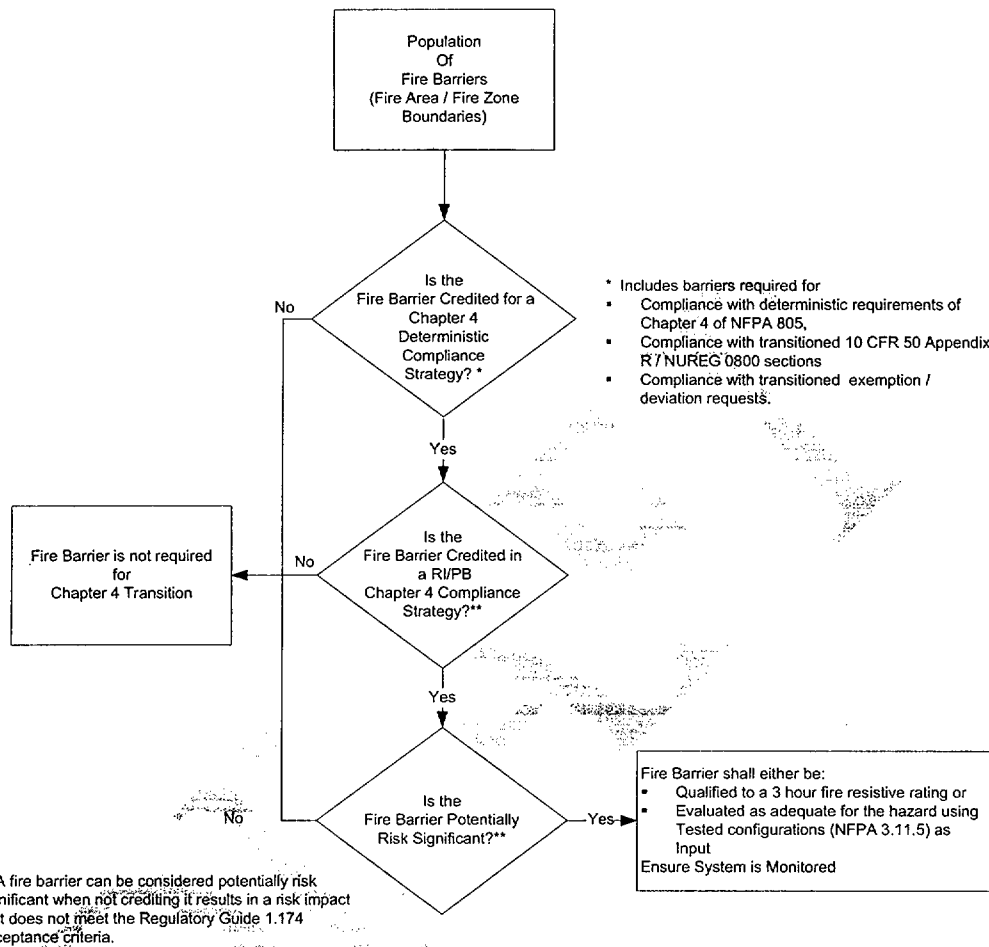 Population
Of
Fire Barriers
(Fire Area / Fire Zone
Boundaries)
Is the
Fire Barrier Credited for a
Chapter 4
Deterministic
Compliance
Strategy? *
No
* Includes barriers required for
▪ Compliance with deterministic requirements of
Chapter 4 of NFPA 805,
▪ Compliance with transitioned 10 CFR 50 Appendix
R / NUREG 0800 sections
▪ Compliance with transitioned exemption /
deviation requests.
Yes
Is the
Fire Barrier Credited in
a RI/PB
Chapter 4 Compliance
Strategy?**
No
Fire Barrier is not required
for
Chapter 4 Transition
Yes
Is the
Fire Barrier Potentially
Risk Significant?**
No
Yes
Fire Barrier shall either be:
▪ Qualified to a 3 hour fire resistive rating or
▪ Evaluated as adequate for the hazard using
Tested configurations (NFPA 3.11.5) as
Input
Ensure System is Monitored
A fire barrier can be considered potentially risk
nificant when not crediting it results in a risk impact
t does not meet the Regulatory Guide 1.174
ceptance criteria.